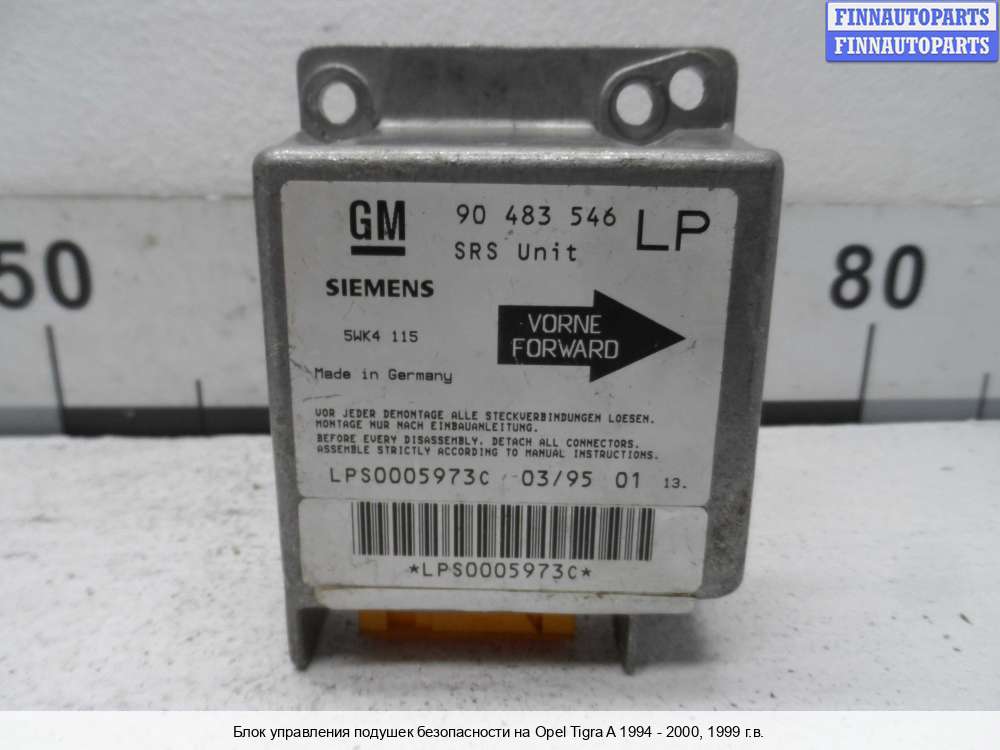 FINNAUTOPARTS
FINNAUTOPARTS
GM
90 483 546 LP
SRS Unit
SIEMENS
5WK4 115
VORNE
FORWARD
Made in Germany
VOR JEDER DEMONTAGE ALLE STECKVERBINDUNGEN LOESEN.
MONTAGE NUR NACH EINBAUANLEITUNG.
BEFORE EVERY DISASSEMBLY, DETACH ALL CONNECTORS.
ASSEMBLE STRICTLY ACCORDING TO MANUAL INSTRUCTIONS.
LPS0005973C 03/95 01 13.
*LPS0005973C*
50
80
Блок управления подушек безопасности на Opel Tigra A 1994 - 2000, 1999 г.в.